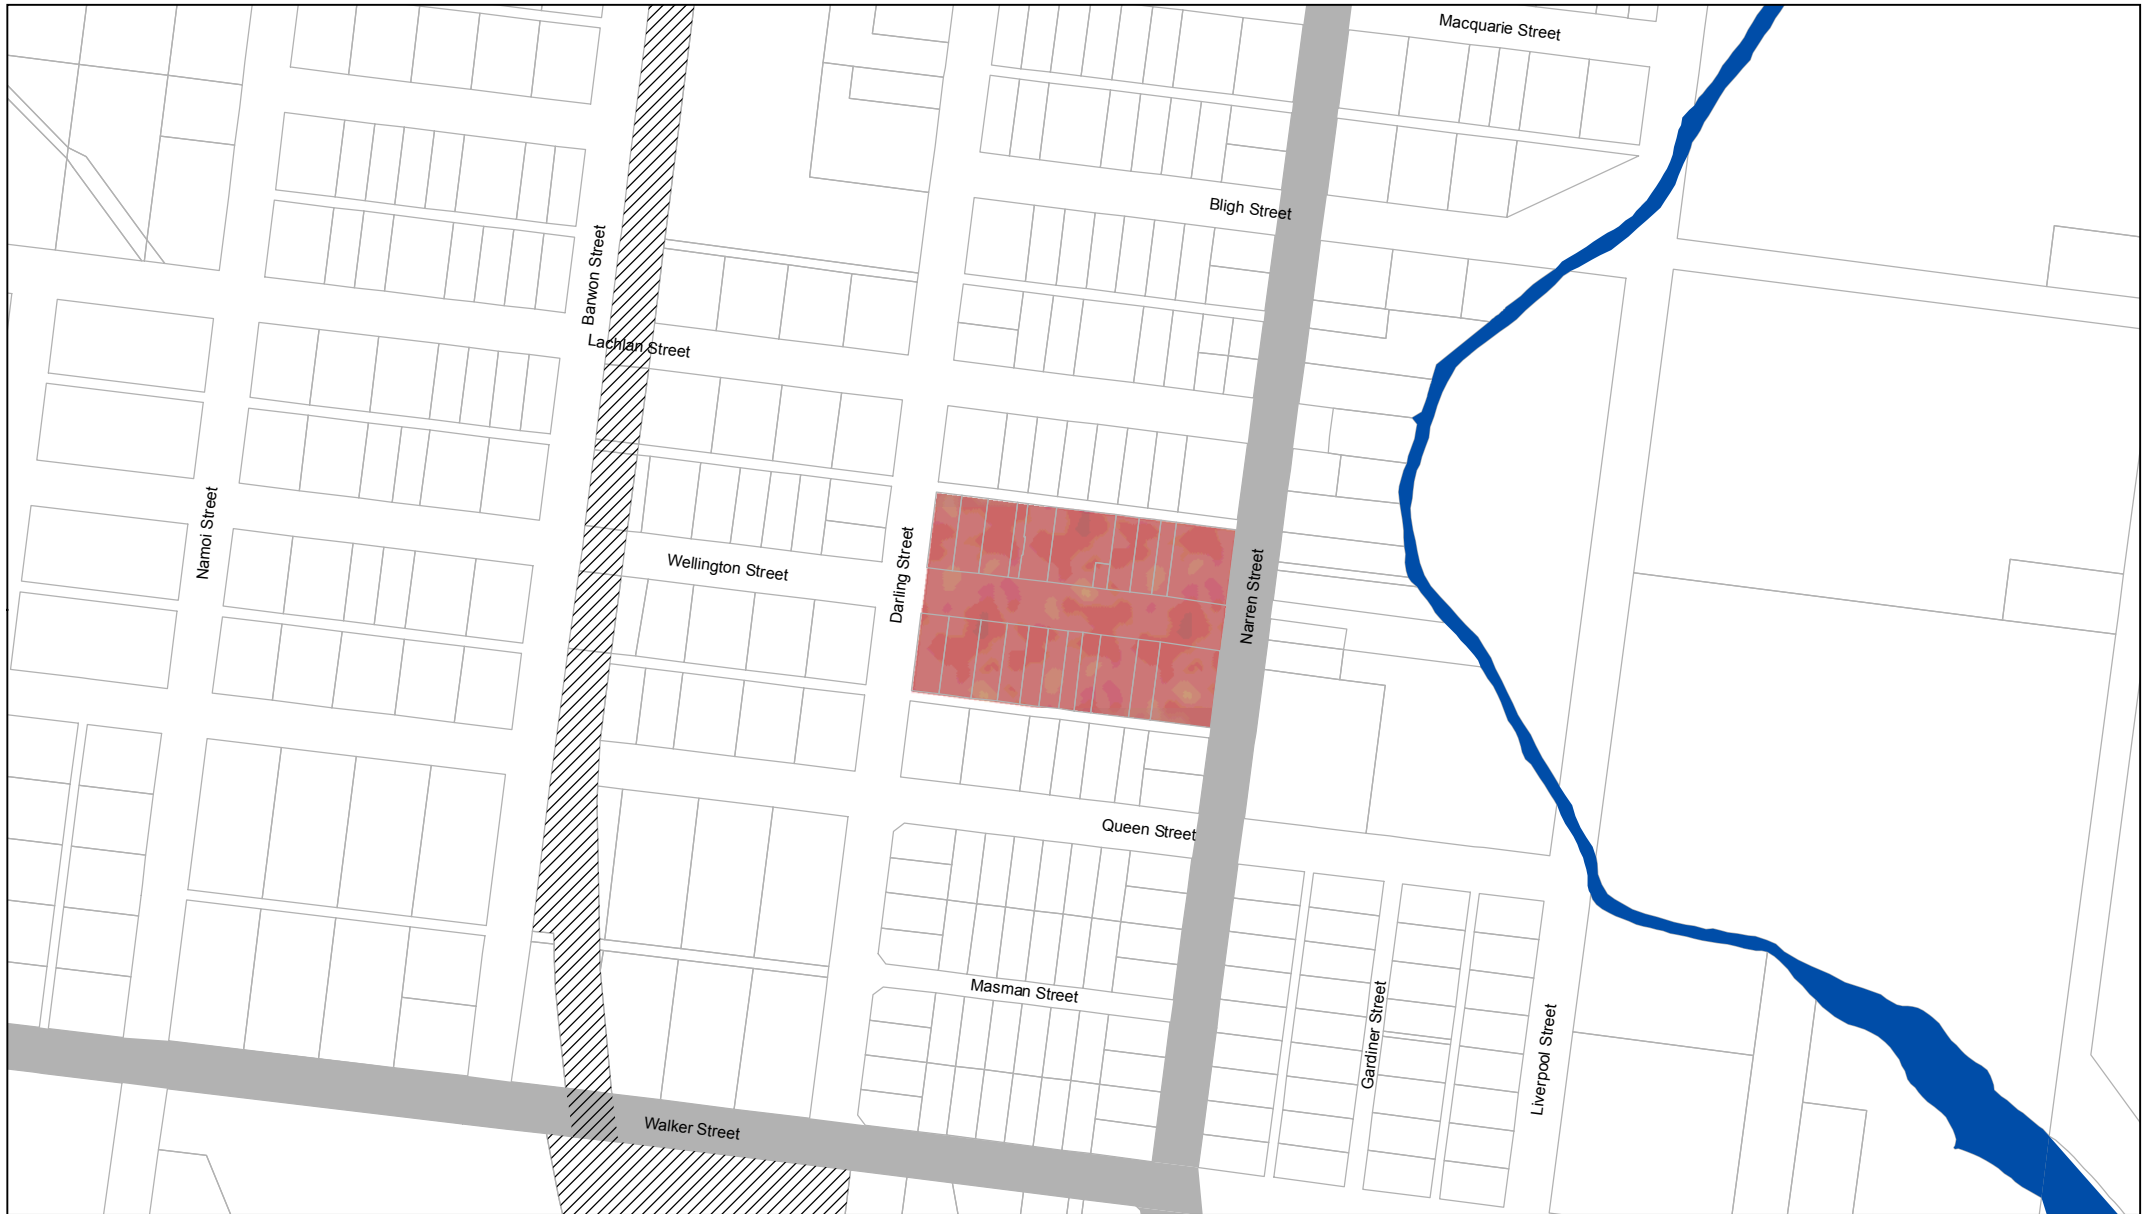 Macquarie Street
Bligh Street
Barwon Street
Lachlan Street
Namoi Street
Wellington Street
Darling Street
Narren Street
Queen Street
Masman Street
Gardiner Street
Liverpool Street
Walker Street